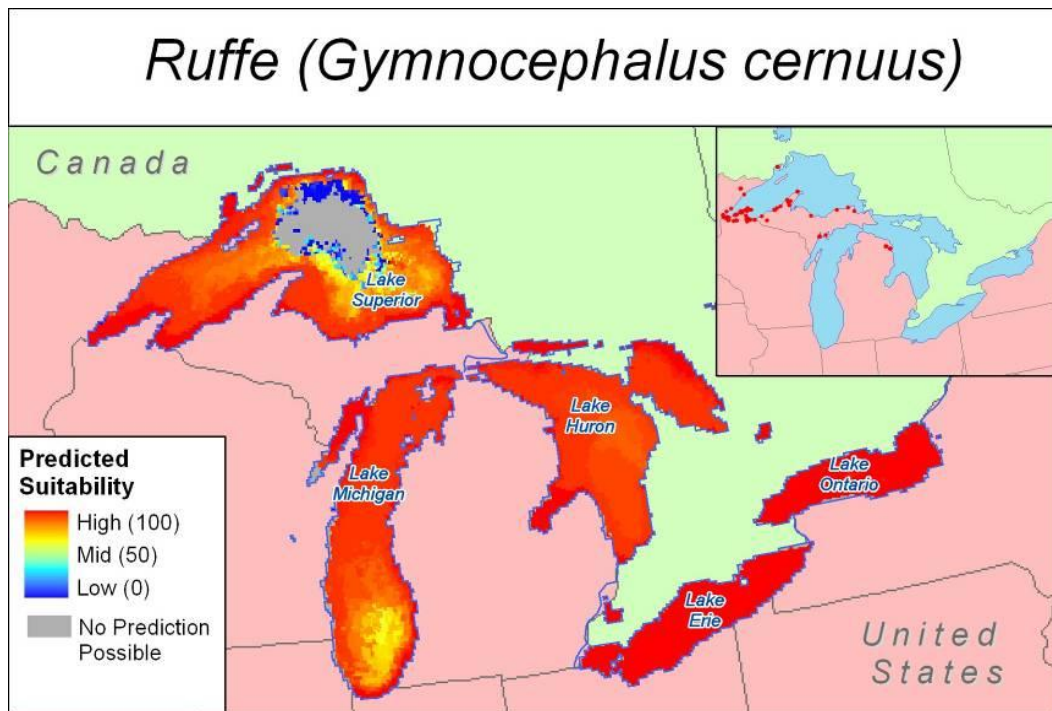 Ruffe (Gymnocephalus cernuus)
Canada
Lake
Superior
Lake
Huron
Lake
Michigan
Lake
Ontario
Lake
Erie
United
States
Predicted
Suitability
High (100)
Mid (50)
Low (0)
No Prediction
Possible